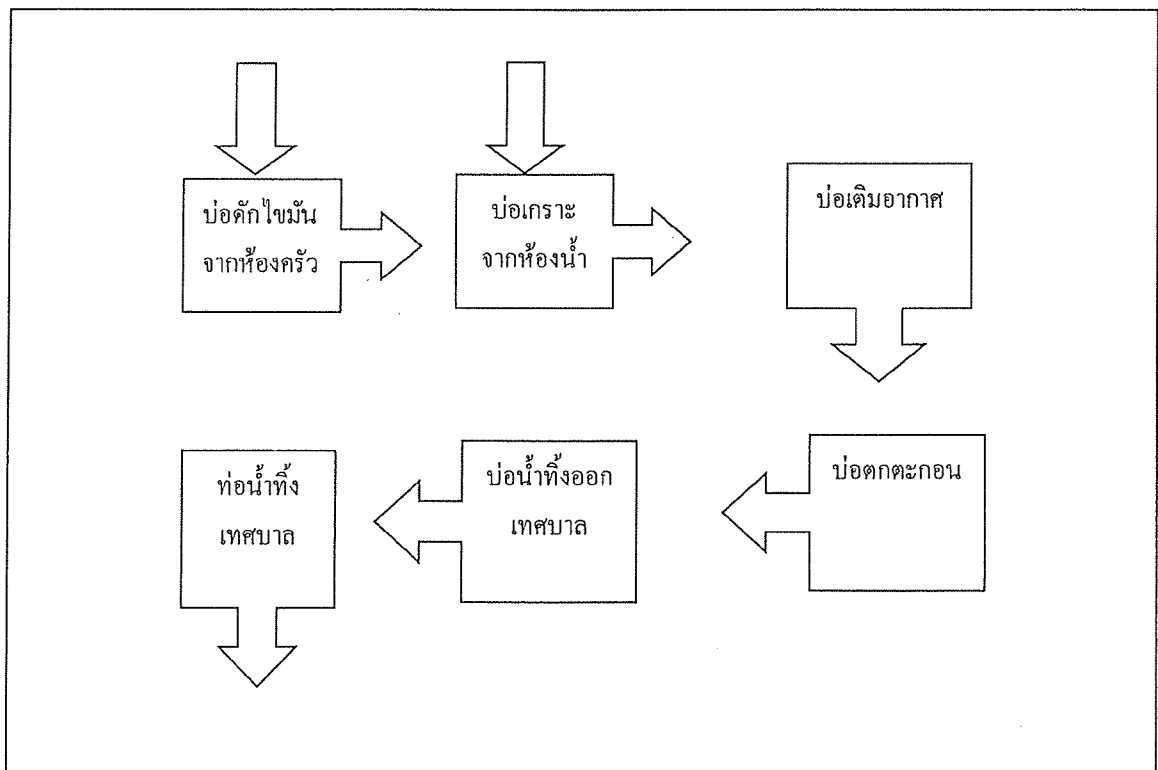 บ่อดักไขมัน
จากห้องครัว
บ่อเกราะ
จากห้องน้ำ
บ่อเติมอากาศ
ท่อน้ำทิ้ง
เทศบาล
บ่อน้ำทิ้งออก
เทศบาล
บ่อตกตะกอน